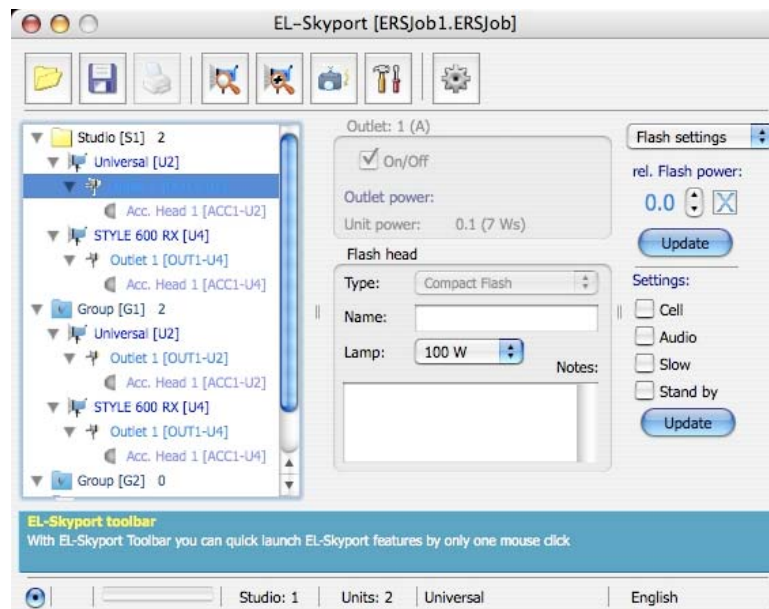 EL-Skyport [ERSJob1.ERSJob]
Studio [S1] 2
Universal [U2]
Acc. Head 1 [ACC1-U2]
STYLE 600 RX [U4]
Outlet 1 [OUT1-U4]
Acc. Head 1 [ACC1-U4]
Group [G1] 2
Universal [U2]
Outlet 1 [OUT1-U2]
Acc. Head 1 [ACC1-U2]
STYLE 600 RX [U4]
Outlet 1 [OUT1-U4]
Acc. Head 1 [ACC1-U4]
Group [G2] 0
Outlet: 1 (A)
On/Off
Outlet power:
Unit power: 0.1 (7 Ws)
Flash head
Type: Compact Flash
Name:
Lamp: 100 W
Notes:
Flash settings
rel. Flash power:
0.0
Update
Settings:
Cell
Audio
Slow
Stand by
Update
EL-Skyport toolbar
With EL-Skyport Toolbar you can quick launch EL-Skyport features by only one mouse click
Studio: 1 Units: 2 Universal English